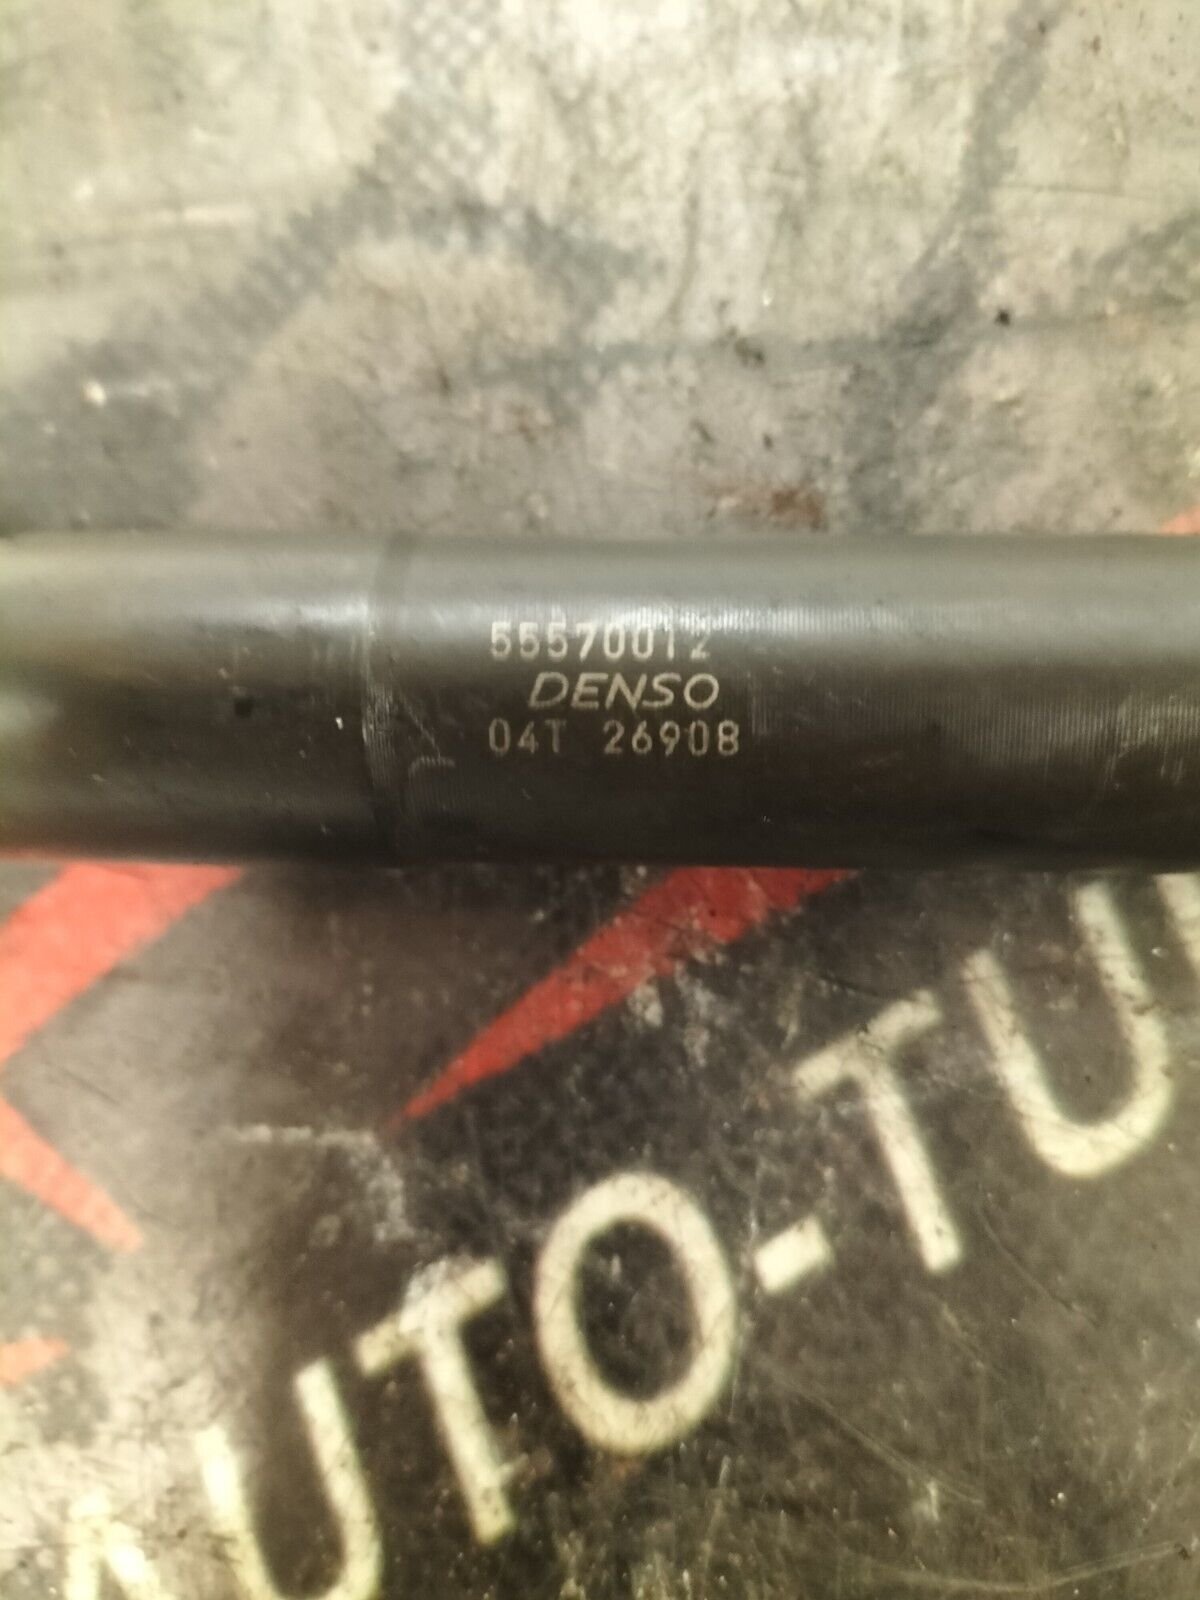 55570012
DENSO
04T 26908
AUTO-TU